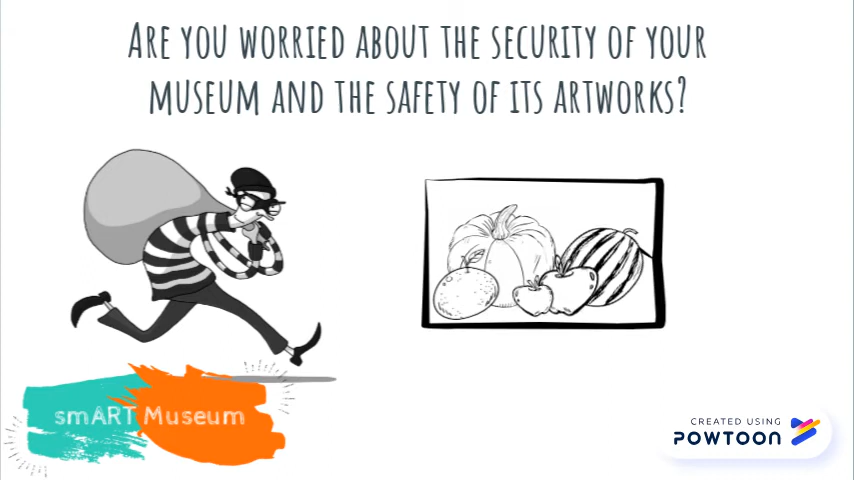 Are you worried about the security of your
museum and the safety of its artworks?
smART Museum
CREATED USING
POWTOON